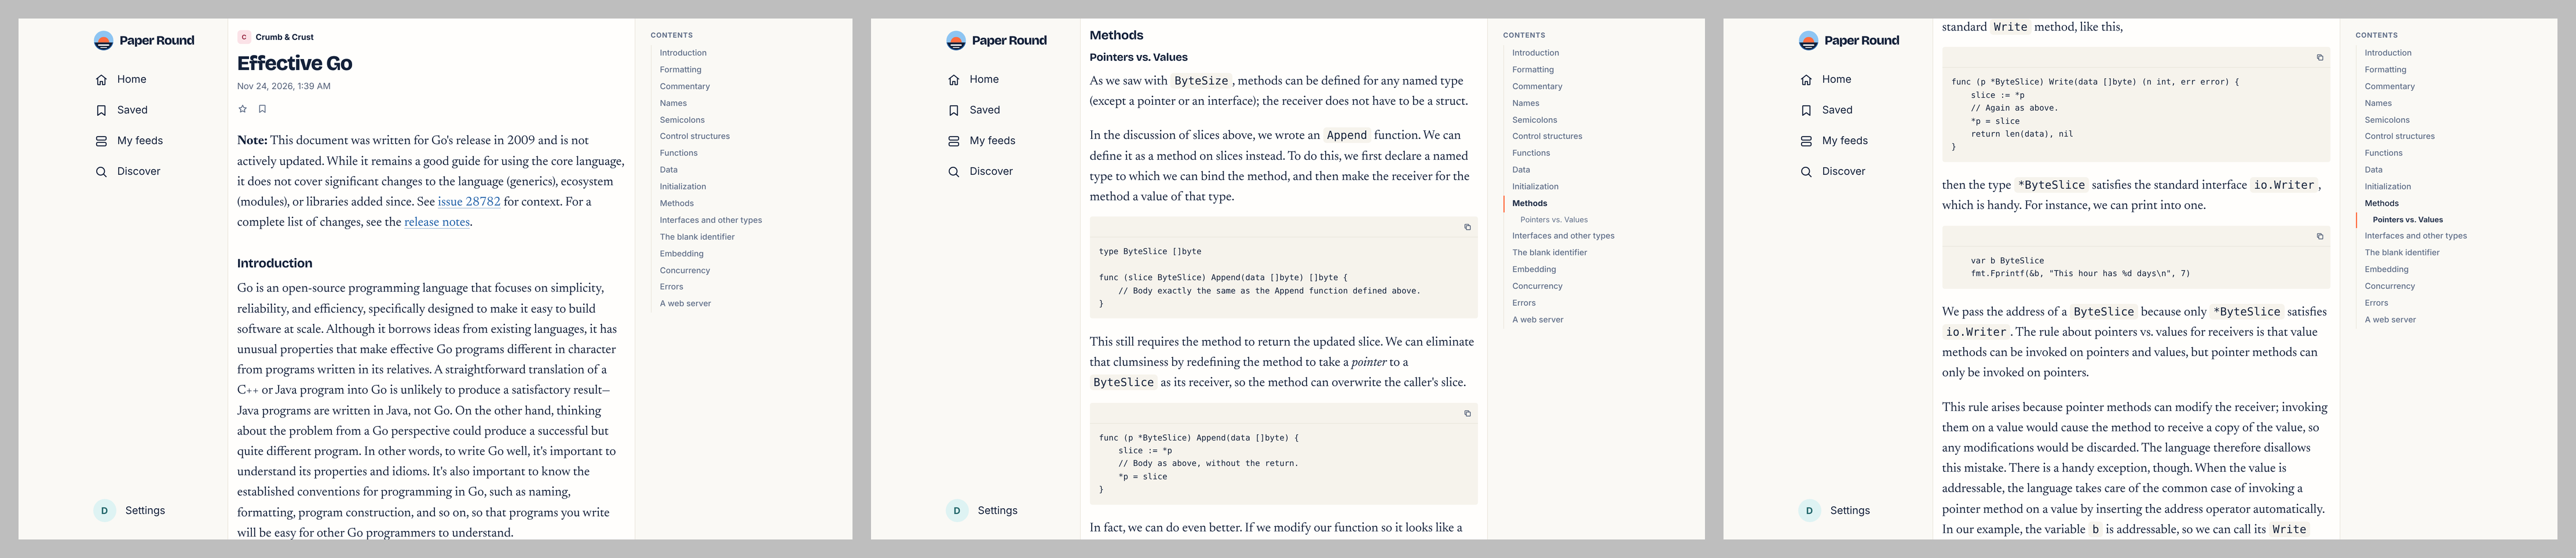 Paper Round
Home
Saved
My feeds
Discover
D Settings
C Crumb & Crust
Effective Go
Nov 24, 2026, 1:39 AM
Note: This document was written for Go's release in 2009 and is not
actively updated. While it remains a good guide for using the core language,
it does not cover significant changes to the language (generics), ecosystem
(modules), or libraries added since. See issue 28782 for context. For a
complete list of changes, see the release notes.
Introduction
Go is an open-source programming language that focuses on simplicity,
reliability, and efficiency, specifically designed to make it easy to build
software at scale. Although it borrows ideas from existing languages, it has
unusual properties that make effective Go programs different in character
from programs written in its relatives. A straightforward translation of a
C++ or Java program into Go is unlikely to produce a satisfactory result—
Java programs are written in Java, not Go. On the other hand, thinking
about the problem from a Go perspective could produce a successful but
quite different program. In other words, to write Go well, it's important to
understand its properties and idioms. It's also important to know the
established conventions for programming in Go, such as naming,
formatting, program construction, and so on, so that programs you write
will be easy for other Go programmers to understand.
CONTENTS
Introduction
Formatting
Commentary
Names
Semicolons
Control structures
Functions
Data
Initialization
Methods
Interfaces and other types
The blank identifier
Embedding
Concurrency
Errors
A web server
Paper Round
Home
Saved
My feeds
Discover
D Settings
Methods
Pointers vs. Values
As we saw with ByteSize, methods can be defined for any named type
(except a pointer or an interface); the receiver does not have to be a struct.
In the discussion of slices above, we wrote an Append function. We can
define it as a method on slices instead. To do this, we first declare a named
type to which we can bind the method, and then make the receiver for the
method a value of that type.
type ByteSlice []byte
func (slice ByteSlice) Append(data []byte) []byte {
// Body exactly the same as the Append function defined above.
}
This still requires the method to return the updated slice. We can eliminate
that clumsiness by redefining the method to take a pointer to a
ByteSlice as its receiver, so the method can overwrite the caller's slice.
func (p *ByteSlice) Append(data []byte) {
slice := *p
// Body as above, without the return.
*p = slice
}
In fact, we can do even better. If we modify our function so it looks like a
CONTENTS
Introduction
Formatting
Commentary
Names
Semicolons
Control structures
Functions
Data
Initialization
Methods
Pointers vs. Values
Interfaces and other types
The blank identifier
Embedding
Concurrency
Errors
A web server
Paper Round
Home
Saved
My feeds
Discover
D Settings
standard Write method, like this,
func (p *ByteSlice) Write(data []byte) (n int, err error) {
slice := *p
// Again as above.
*p = slice
return len(data), nil
}
then the type *ByteSlice satisfies the standard interface io.Writer,
which is handy. For instance, we can print into one.
var b ByteSlice
fmt.Fprintf(&b, "This hour has %d days\n", 7)
We pass the address of a ByteSlice because only *ByteSlice satisfies
io.Writer. The rule about pointers vs. values for receivers is that value
methods can be invoked on pointers and values, but pointer methods can
only be invoked on pointers.
This rule arises because pointer methods can modify the receiver; invoking
them on a value would cause the method to receive a copy of the value, so
any modifications would be discarded. The language therefore disallows
this mistake. There is a handy exception, though. When the value is
addressable, the language takes care of the common case of invoking a
pointer method on a value by inserting the address operator automatically.
In our example, the variable b is addressable, so we can call its Write
CONTENTS
Introduction
Formatting
Commentary
Names
Semicolons
Control structures
Functions
Data
Initialization
Methods
Pointers vs. Values
Interfaces and other types
The blank identifier
Embedding
Concurrency
Errors
A web server